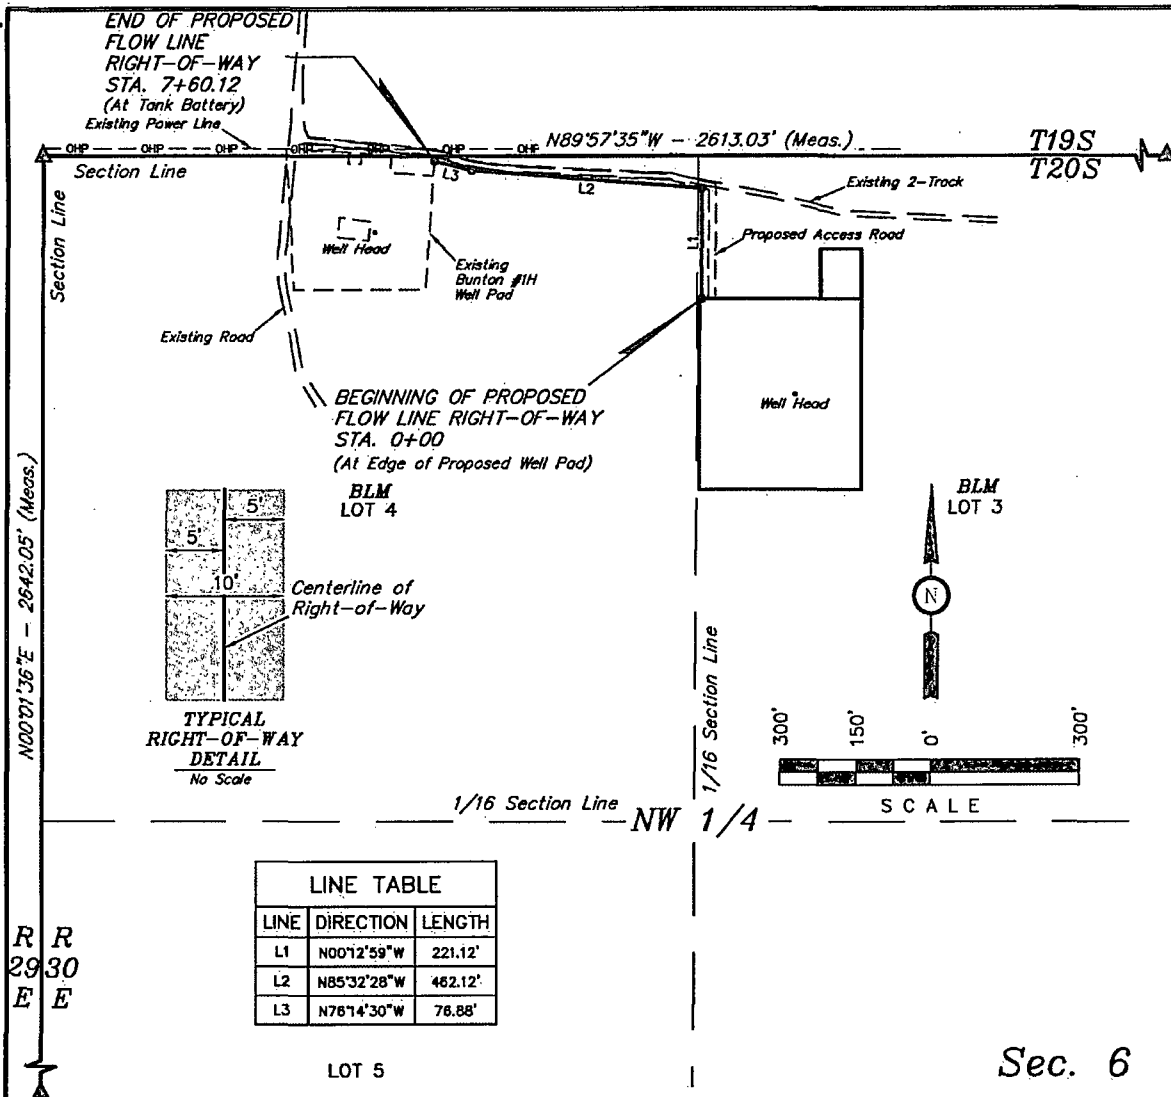 END OF PROPOSED
FLOW LINE
RIGHT-OF-WAY
STA. 7+60.12
(At Tank Battery)
Existing Power Line
OHP OHP OHP OHP OHP OHP OHP
N89°57'35"W - 2613.03' (Meas.)
T19S
T20S
Section Line
Section Line
L3
L2
L1
Existing 2-Track
Proposed Access Road
Well Head
Existing
Bunton #1H
Well Pad
Existing Road
BEGINNING OF PROPOSED
FLOW LINE RIGHT-OF-WAY
STA. 0+00
(At Edge of Proposed Well Pad)
Well Head
BLM
LOT 4
BLM
LOT 3
N00°01'36"E - 2642.05' (Meas.)
5'
5'
10'
Centerline of
Right-of-Way
TYPICAL
RIGHT-OF-WAY
DETAIL
No Scale
N
1/16 Section Line
300' 150' 0' 300'
SCALE
1/16 Section Line
NW 1/4
LINE TABLE
LINE DIRECTION LENGTH
L1 N00°12'59"W 221.12'
L2 N85°32'28"W 462.12'
L3 N76°14'30"W 76.88'
R R
29 30
E E
LOT 5
Sec. 6